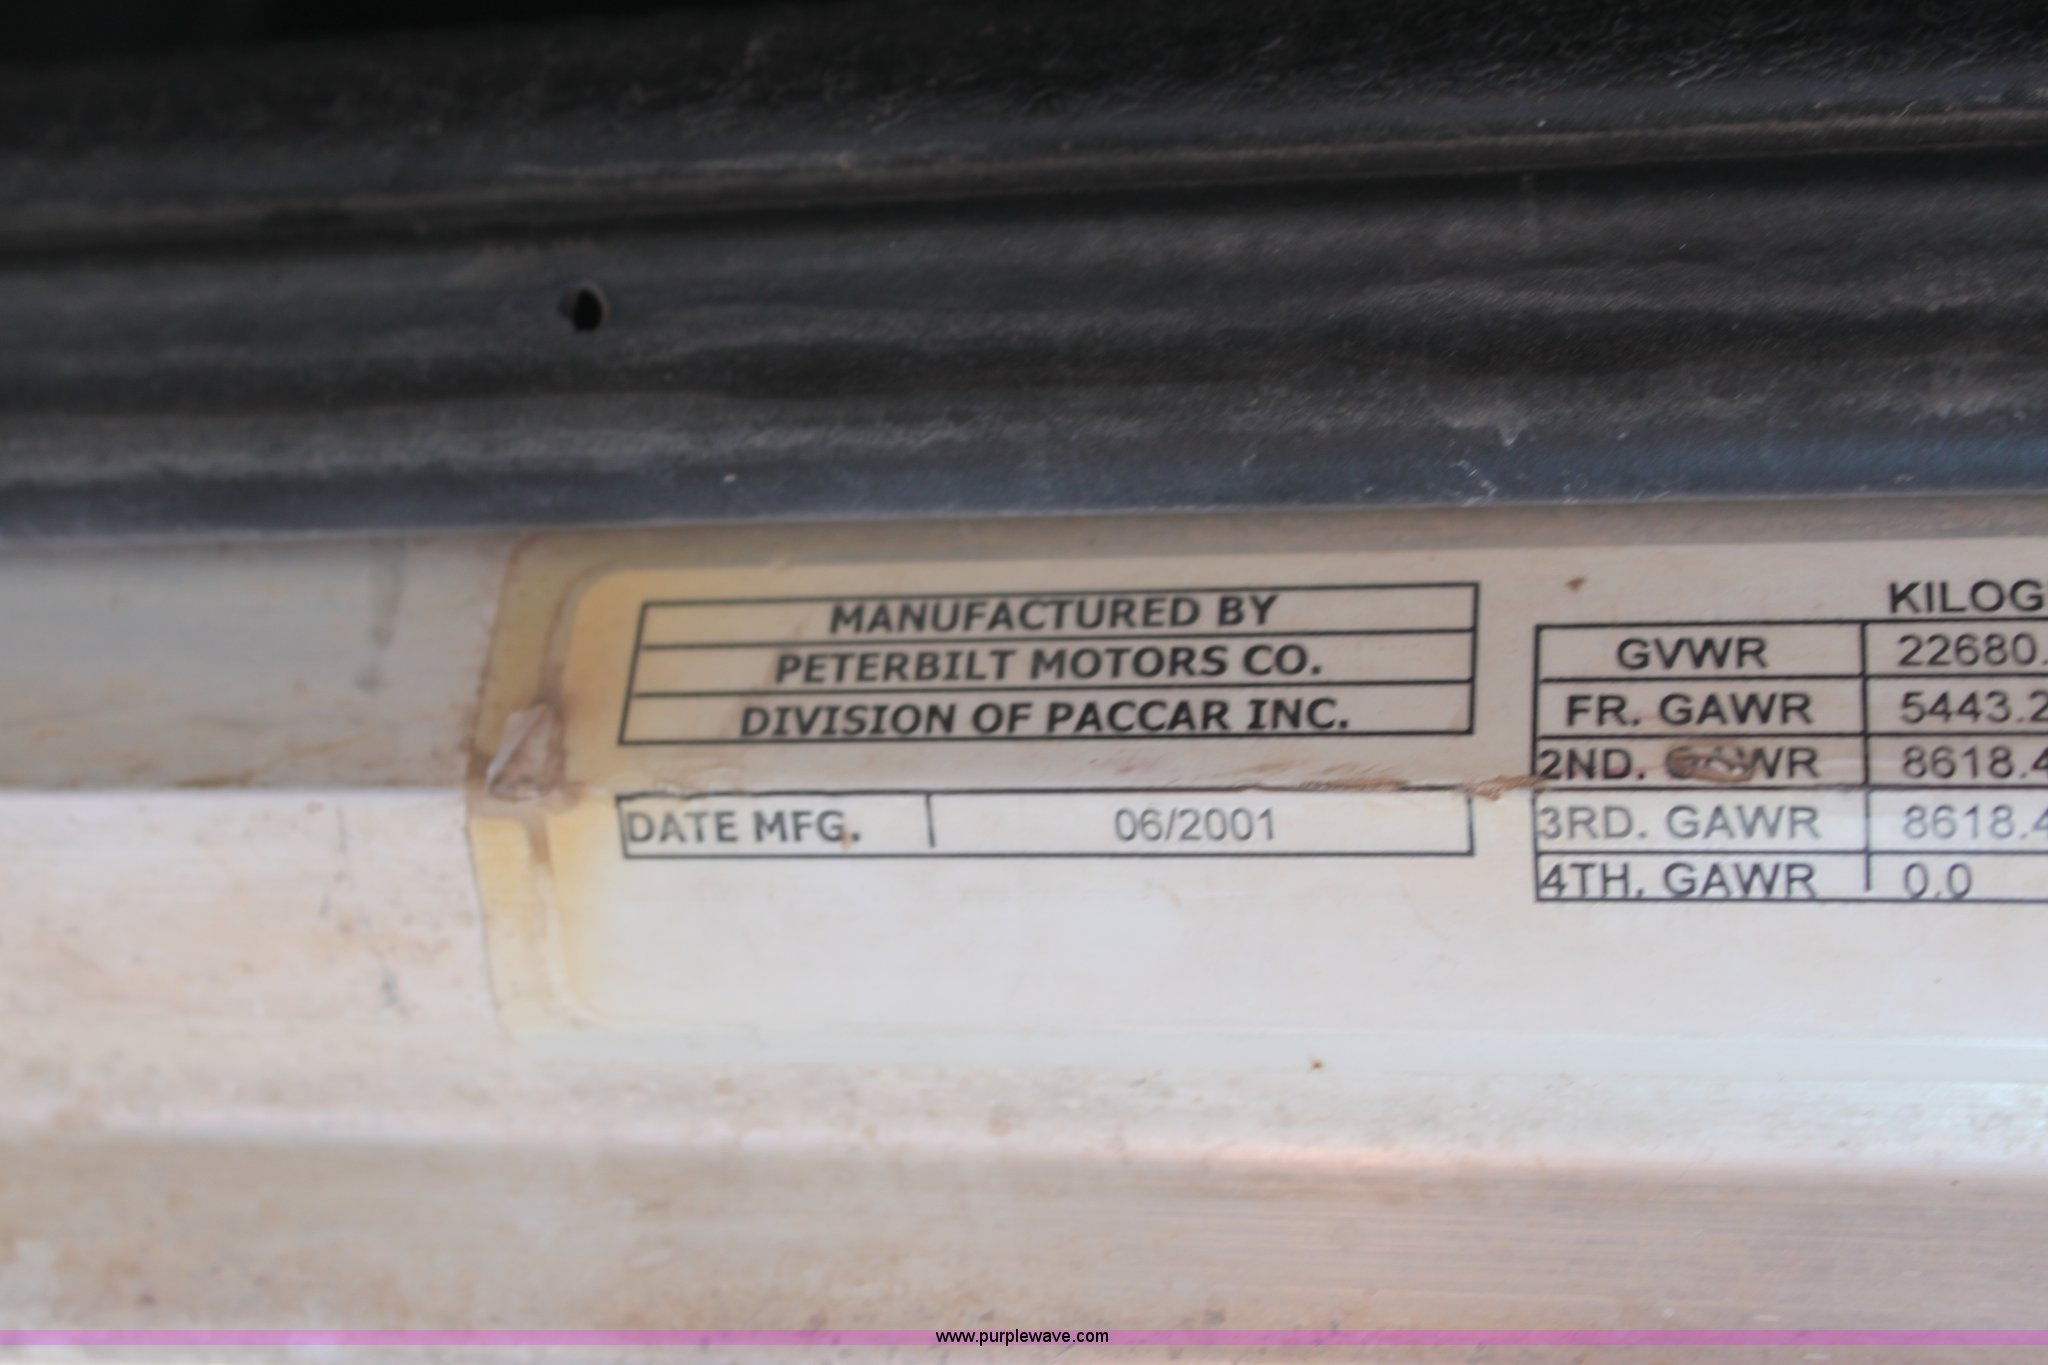 MANUFACTURED BY
PETERBILT MOTORS CO.
DIVISION OF PACCAR INC.
DATE MFG. 06/2001
KILOG
GVWR 22680.
FR. GAWR 5443.2
2ND. GAWR 8618.4
3RD. GAWR 8618.4
4TH. GAWR 0.0
www.purplewave.com